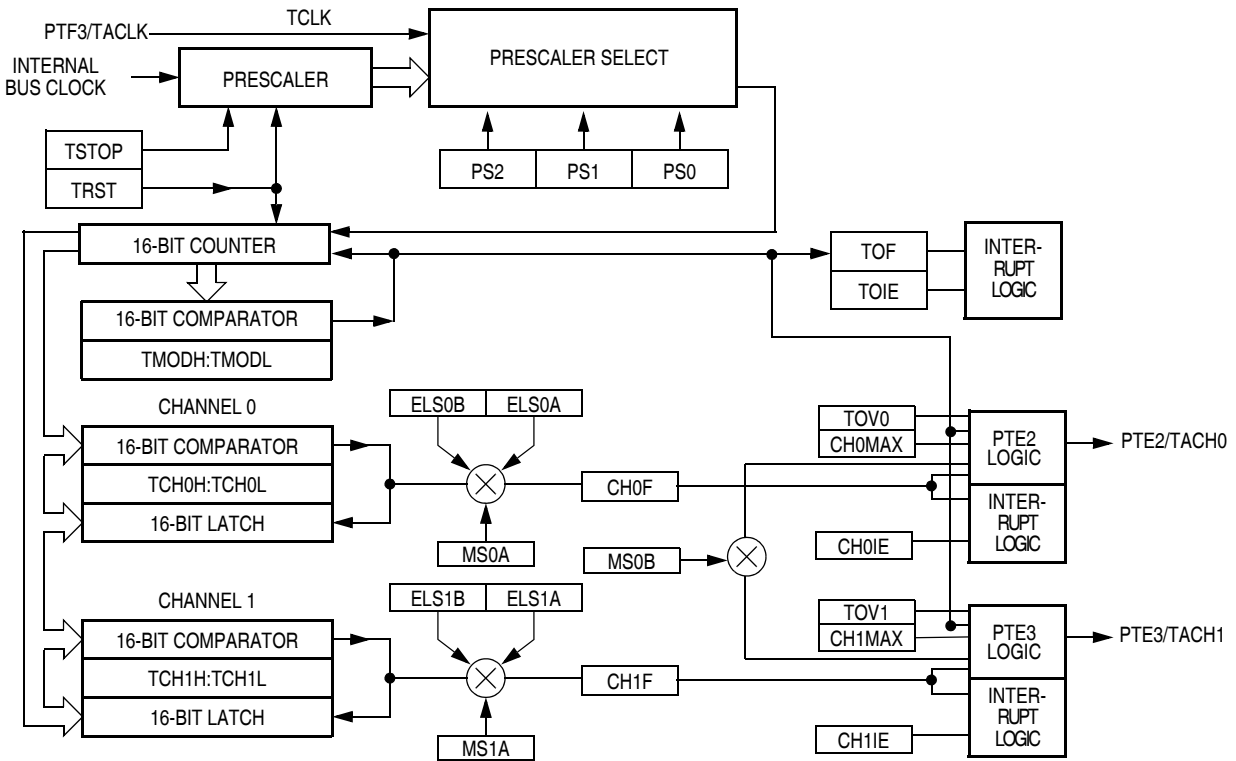 TCLK
PTF3/TACLK
INTERNAL
BUS CLOCK
PRESCALER
PRESCALER SELECT
TSTOP
TRST
PS2
PS1
PS0
16-BIT COUNTER
TOF
TOIE
INTER-
RUPT
LOGIC
16-BIT COMPARATOR
TMODH:TMODL
CHANNEL 0
16-BIT COMPARATOR
TCH0H:TCH0L
16-BIT LATCH
ELS0B
ELS0A
MS0A
CH0F
MS0B
TOV0
CH0MAX
PTE2
LOGIC
PTE2/TACH0
INTER-
RUPT
LOGIC
CH0IE
CHANNEL 1
16-BIT COMPARATOR
TCH1H:TCH1L
16-BIT LATCH
ELS1B
ELS1A
MS1A
CH1F
TOV1
CH1MAX
PTE3
LOGIC
PTE3/TACH1
INTER-
RUPT
LOGIC
CH1IE